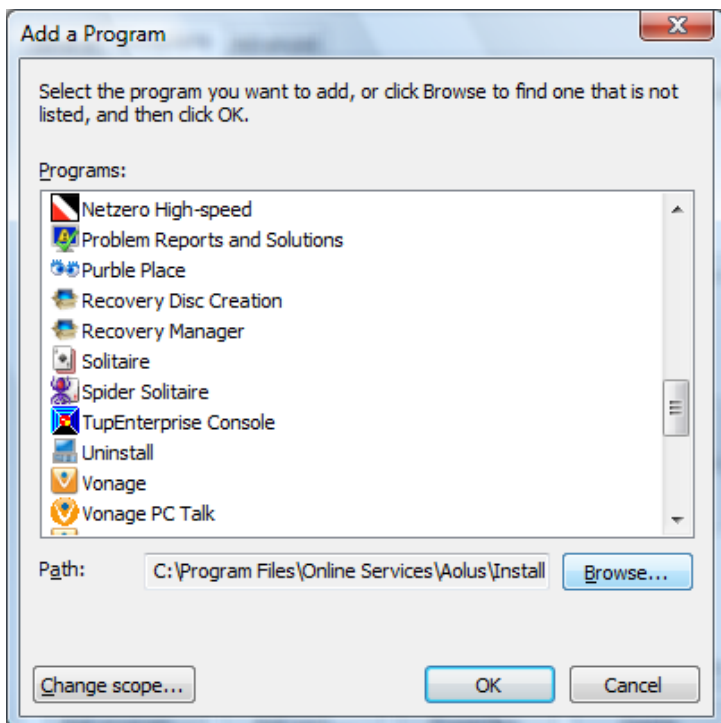 Add a Program
Select the program you want to add, or click Browse to find one that is not
listed, and then click OK.
Programs:
Netzero High-speed
Problem Reports and Solutions
Purble Place
Recovery Disc Creation
Recovery Manager
Solitaire
Spider Solitaire
TupEnterprise Console
Uninstall
Vonage
Vonage PC Talk
Path: C:\Program Files\Online Services\Aolus\Install Browse...
Change scope... OK Cancel